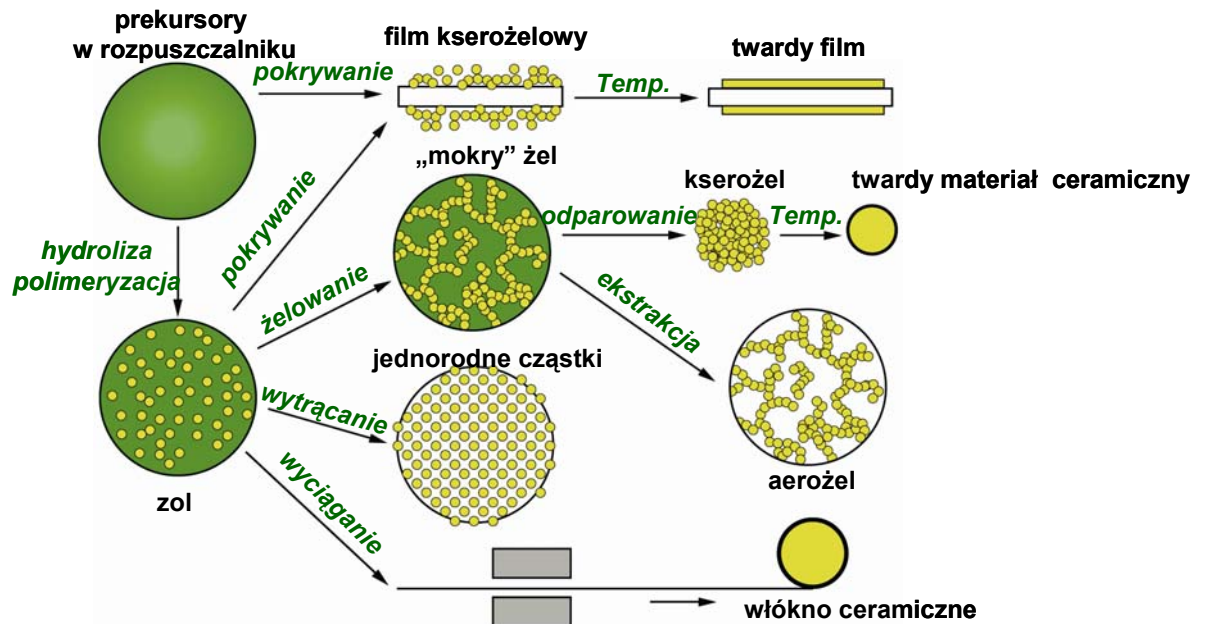 prekursory
w rozpuszczalniku
pokrywanie
film kserożelowy
Temp.
twardy film
„mokry” żel
kserożel
twardy materiał ceramiczny
odparowanie
Temp.
hydroliza
polimeryzacja
pokrywanie
żelowanie
ekstrakcja
jednorodne cząstki
wytrącanie
wyciąganie
zol
aerożel
włókno ceramiczne